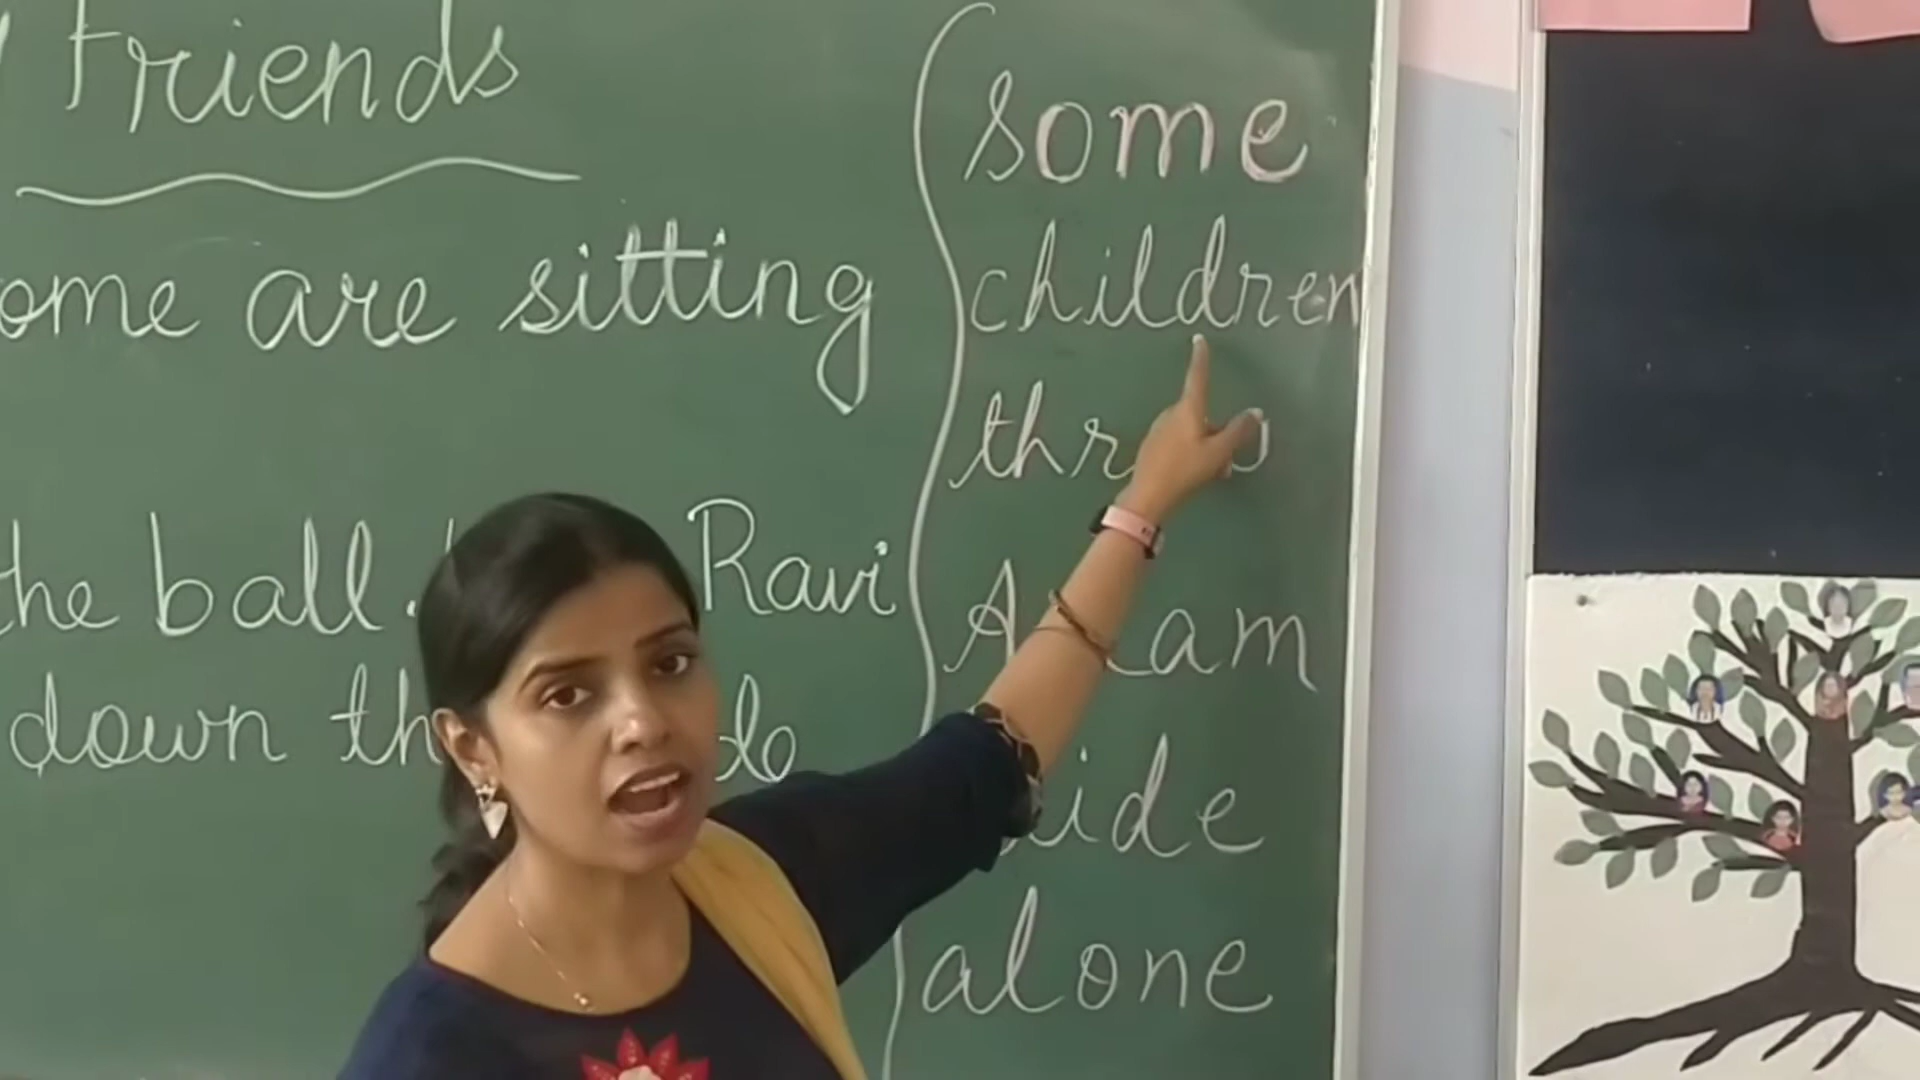 Friends
ome are sitting
the ball. Ravi
down th
some
children
thr
am
ide
alone